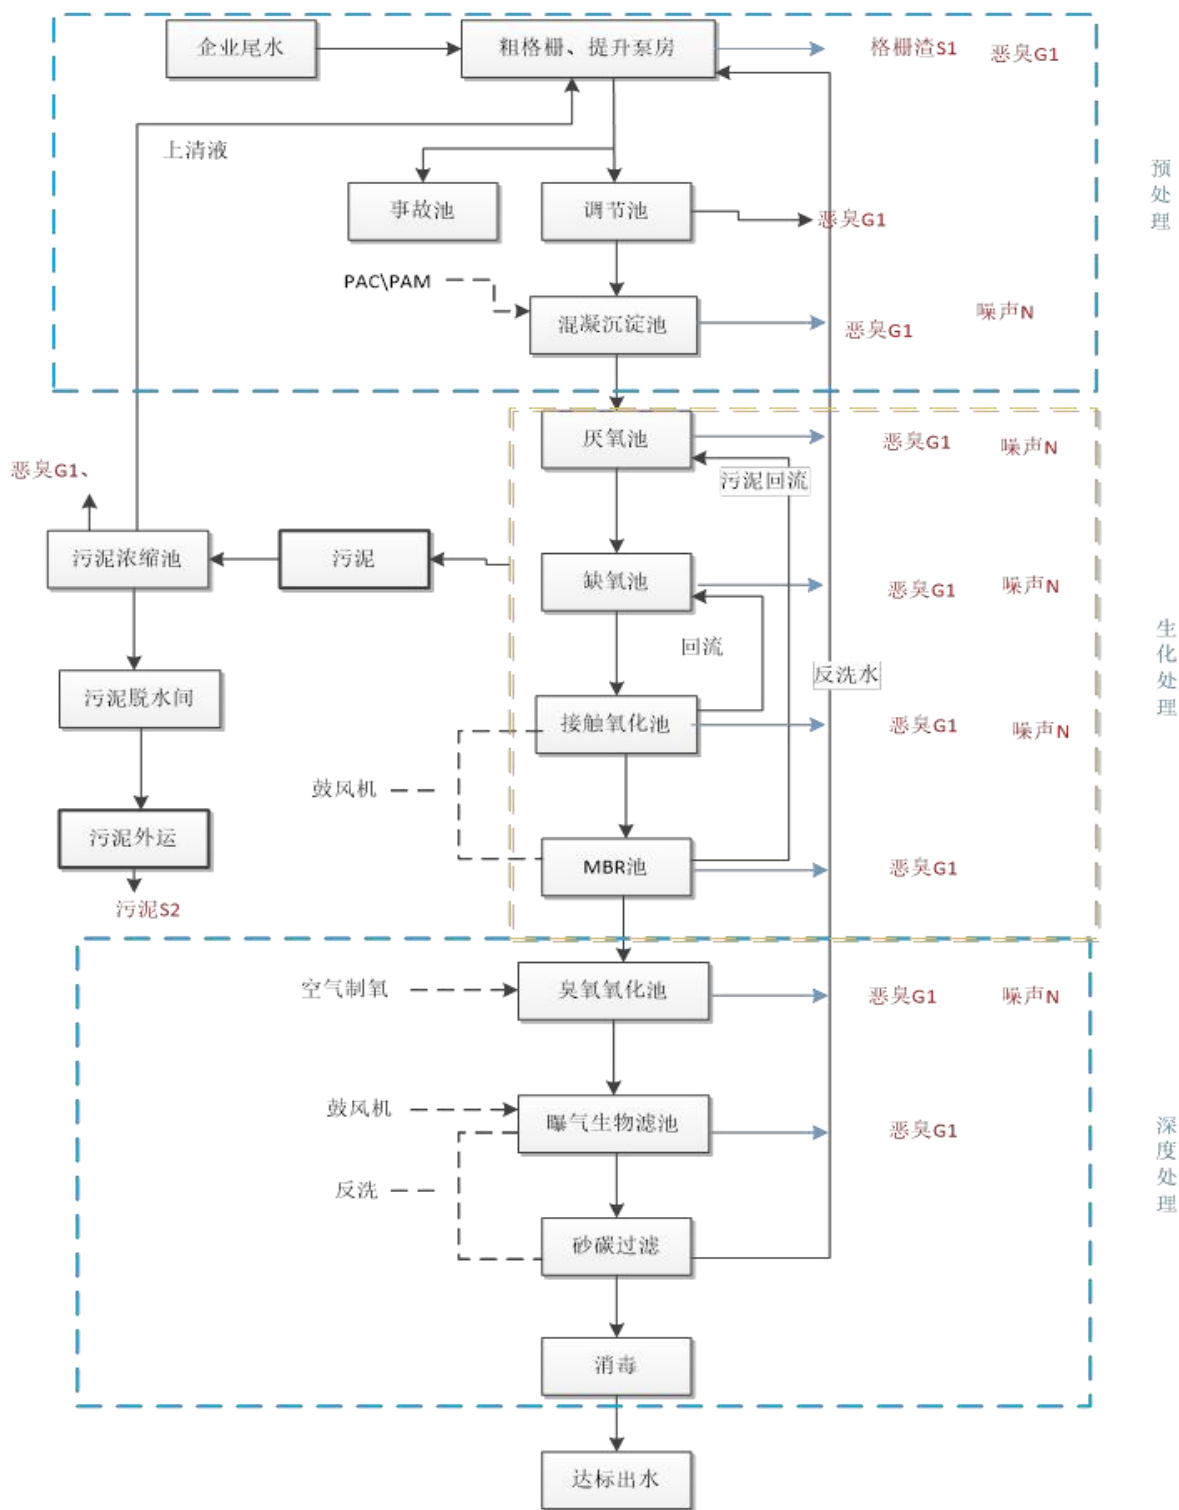 企业尾水
粗格栅、提升泵房
格栅渣S1
恶臭G1
上清液
预处理
事故池
调节池
恶臭G1
PAC\PAM
混凝沉淀池
恶臭G1
噪声N
厌氧池
恶臭G1
噪声N
恶臭G1、
污泥回流
污泥浓缩池
污泥
缺氧池
恶臭G1
噪声N
回流
生化处理
反洗水
污泥脱水间
接触氧化池
恶臭G1
噪声N
鼓风机
污泥外运
MBR池
恶臭G1
污泥S2
空气制氧
臭氧氧化池
恶臭G1
噪声N
鼓风机
曝气生物滤池
恶臭G1
深度处理
反洗
砂碳过滤
消毒
达标出水